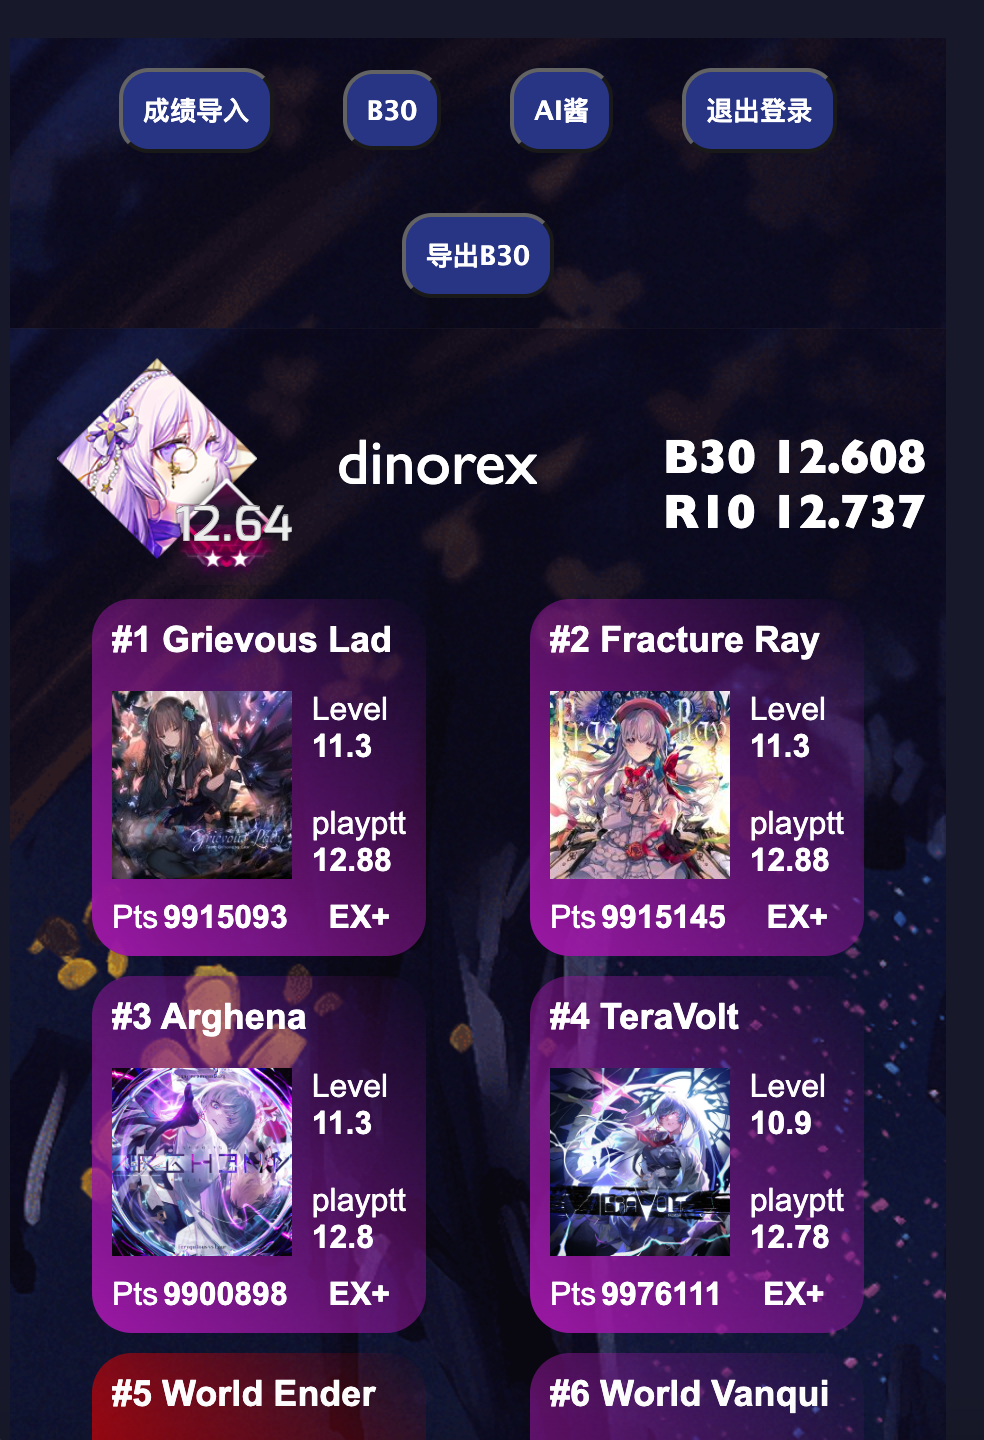 成绩导入
B30
AI酱
退出登录
导出B30
dinorex
B30 12.608
R10 12.737
12.64
#1 Grievous Lad
Level
11.3
playptt
12.88
Pts 9915093 EX+
#2 Fracture Ray
Fracture Ray
Level
11.3
playptt
12.88
Pts 9915145 EX+
#3 Arghena
Level
11.3
playptt
12.8
Pts 9900898 EX+
#4 TeraVolt
TERAVOLT
Level
10.9
playptt
12.78
Pts 9976111 EX+
#5 World Ender
#6 World Vanqui